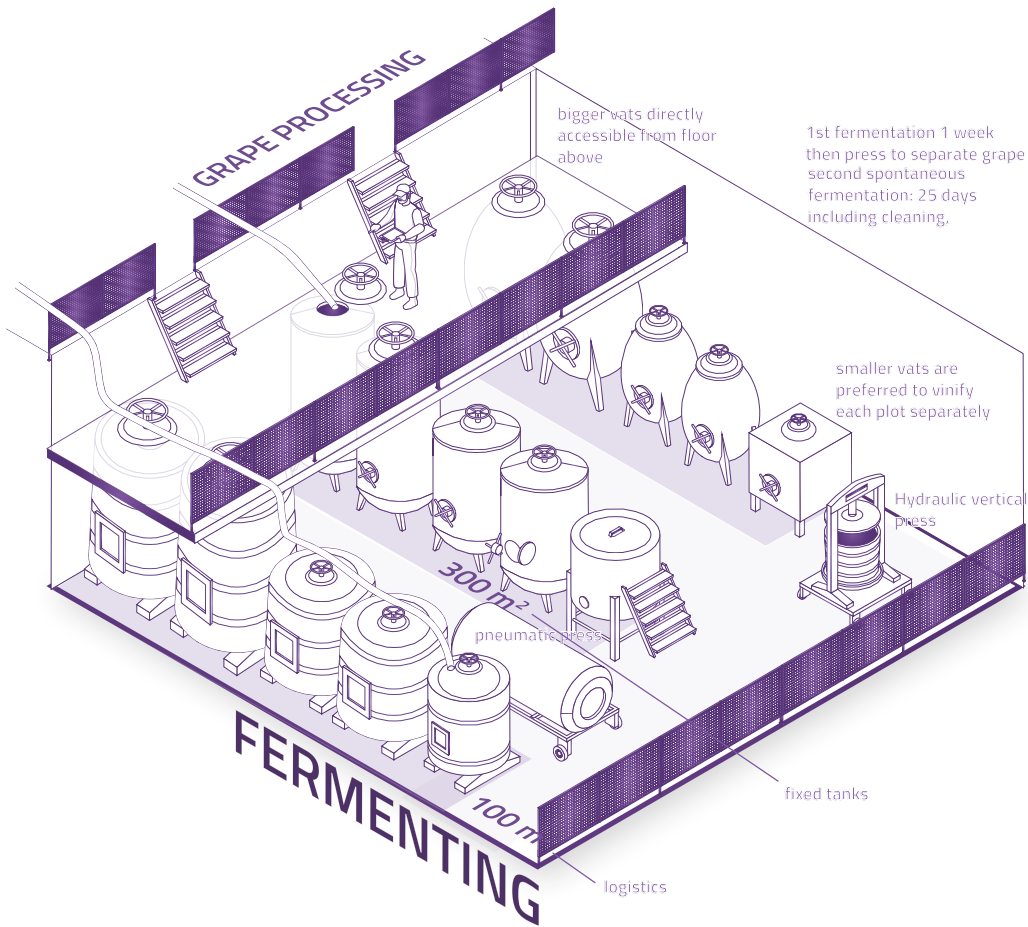 GRAPE PROCESSING
bigger vats directly
accessible from floor
above
1st fermentation 1 week
then press to separate grape
second spontaneous
fermentation: 25 days
including cleaning,
smaller vats are
preferred to vinify
each plot separately
Hydraulic vertical
press
300 m²
pneumatic press
FERMENTING
100 m
fixed tanks
logistics